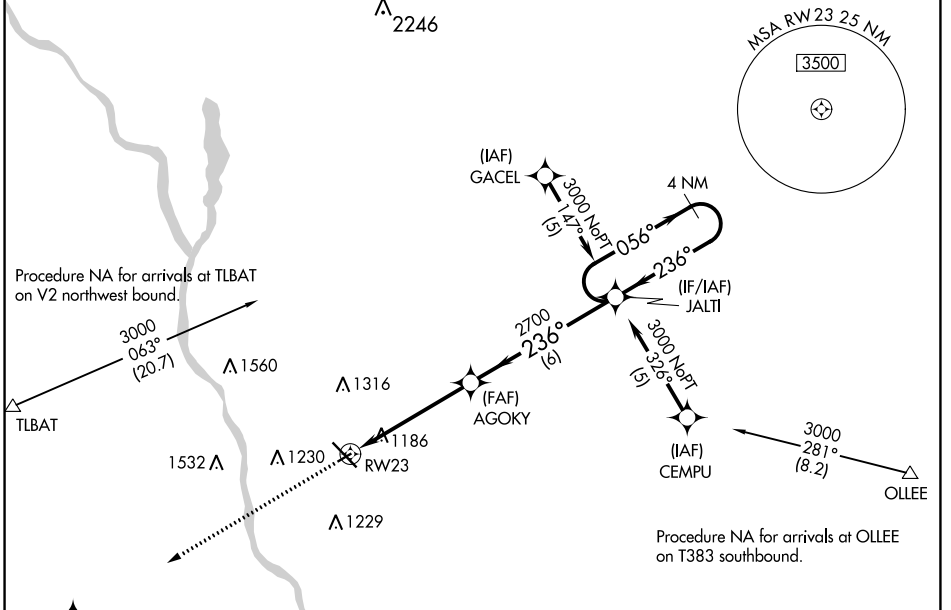 2246
MSA RW23 25 NM
3500
(IAF)
GACEL
3000 NoPT
147°
(5)
4 NM
056°
236°
(IF/IAF)
JALTI
Procedure NA for arrivals at TLBAT
on V2 northwest bound.
3000
063°
(20.7)
TLBAT
2700
236°
(6)
3000 NoPT
326°
(5)
1560
1316
(FAF)
AGOKY
1186
1532
1230
RW23
(IAF)
CEMPU
3000
281°
(8.2)
OLLEE
1229
Procedure NA for arrivals at OLLEE
on T383 southbound.